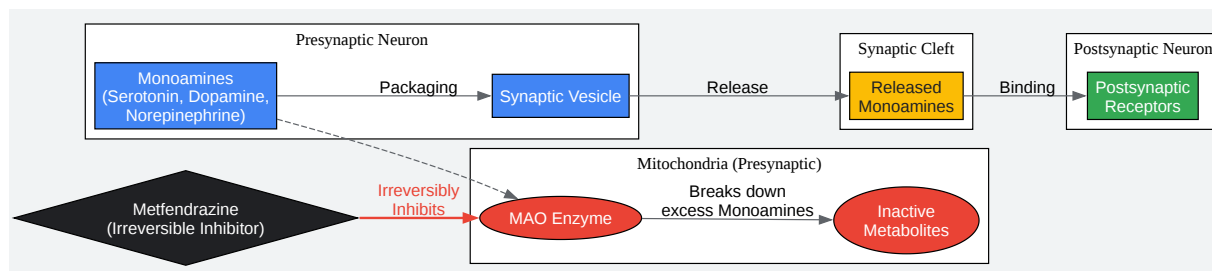 Presynaptic Neuron
Monoamines
(Serotonin, Dopamine,
Norepinephrine)
Packaging
Synaptic Vesicle
Release
Synaptic Cleft
Released
Monoamines
Binding
Postsynaptic Neuron
Postsynaptic
Receptors
Metfendrazine
(Irreversible Inhibitor)
Irreversibly
Inhibits
Mitochondria (Presynaptic)
MAO Enzyme
Breaks down
excess Monoamines
Inactive
Metabolites